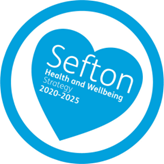 Sefton
Health and Wellbeing
Strategy
2020-2025